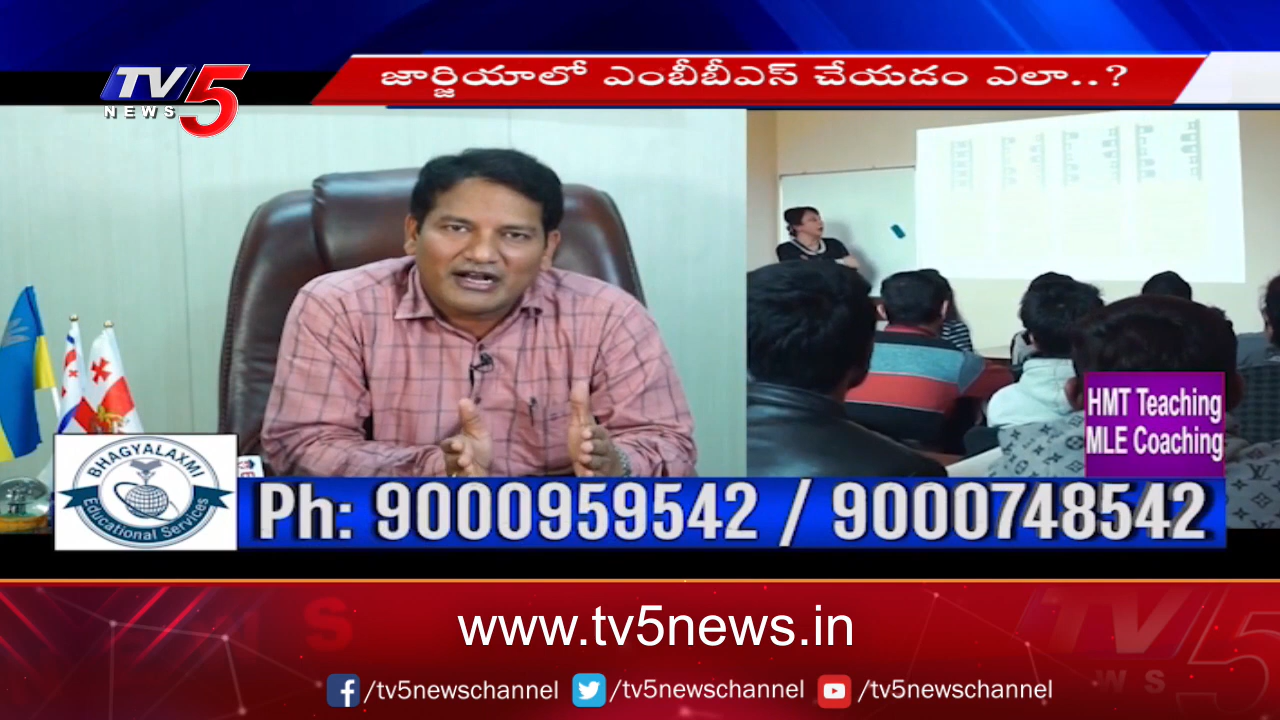 TV5
NEWS
జార్జియాలో ఎంబీబీఎస్ చేయడం ఎలా..?
HMT Teaching
MLE Coaching
BHAGYALAXMI
Educational Services
Ph: 9000959542 / 9000748542
www.tv5news.in
/tv5newschannel /tv5newschannel /tv5newschannel